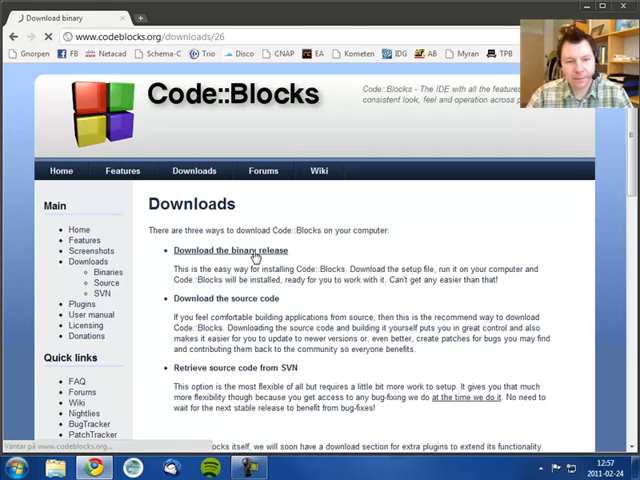 Download binary
www.codeblocks.org/downloads/26
Gnorpen
FB
Netacad
Schema-C
Trio
Disco
CNAP
EA
Kometen
IDG
Myran
TPB
Code::Blocks
Code::Blocks - The IDE with all the features
consistent look, feel and operation across p
Home
Features
Downloads
Forums
Wiki
Main
Home
Features
Screenshots
Downloads
Binaries
Source
SVN
Plugins
User manual
Licensing
Donations
Quick links
FAQ
Forums
Wiki
Nightlies
BugTracker
PatchTracker
Downloads
There are three ways to download Code::Blocks on your computer:
Download the binary release
This is the easy way for installing Code::Blocks. Download the setup file, run it on your computer and
Code::Blocks will be installed, ready for you to work with it. Can't get any easier than that!
Download the source code
If you feel comfortable building applications from source, then this is the recommend way to download
Code::Blocks. Downloading the source code and building it yourself puts you in great control and also
makes it easier for you to update to newer versions or, even better, create patches for bugs you may
find and contributing them back to the community so everyone benefits.
Retrieve source code from SVN
This option is the most flexible of all but requires a little bit more work to setup. It gives you that much
more flexibility though because you get access to any bug-fixing we do at the time we do it. No need to
wait for the next stable release to benefit from bug-fixes!
locks itself, we will soon have a download section for extra plugins to extend its functionality
Väntar på www.codeblocks.org...
12:57
2011-02-24